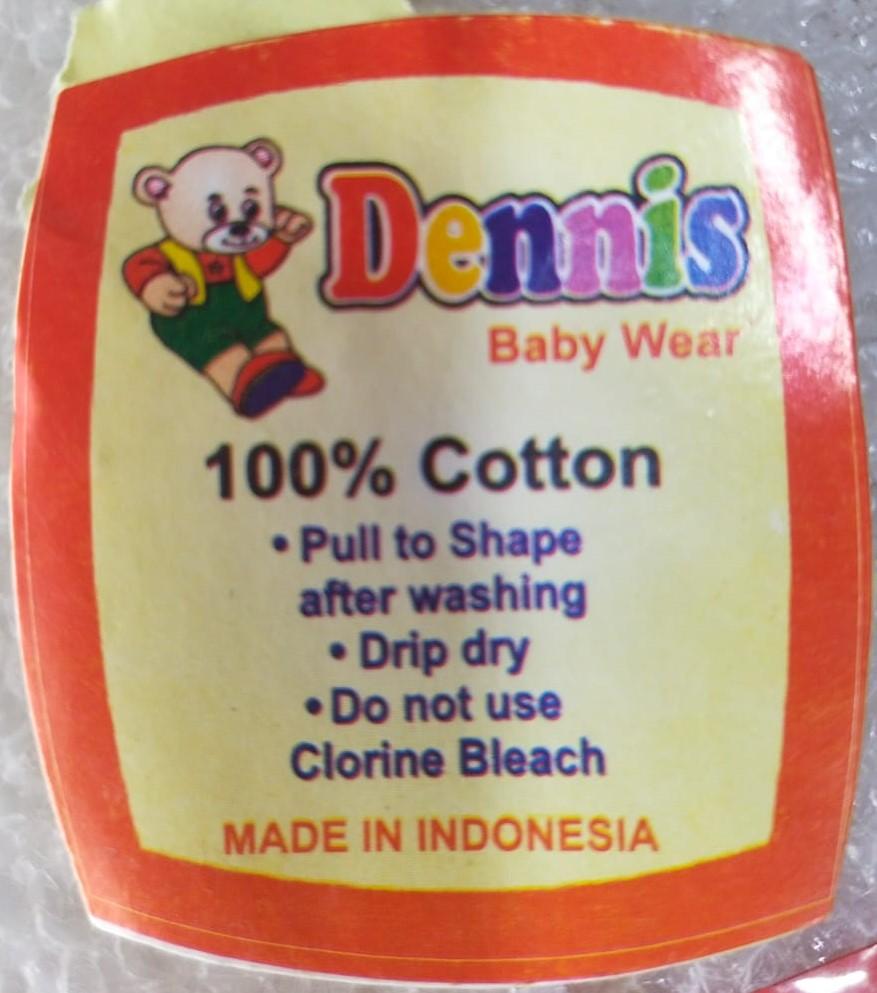 Dennis
Baby Wear
100% Cotton
• Pull to Shape
after washing
• Drip dry
• Do not use
Clorine Bleach
MADE IN INDONESIA